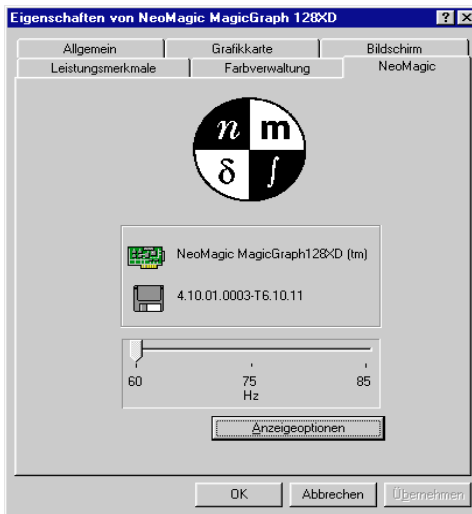 Eigenschaften von NeoMagic MagicGraph 128XD
Allgemein Grafikkarte Bildschirm
Leistungsmerkmale Farbverwaltung NeoMagic
n m
δ ∫
NeoMagic MagicGraph128XD (tm)
4.10.01.0003-T6.10.11
60 75 85
Hz
Anzeigeoptionen
OK Abbrechen Übernehmen